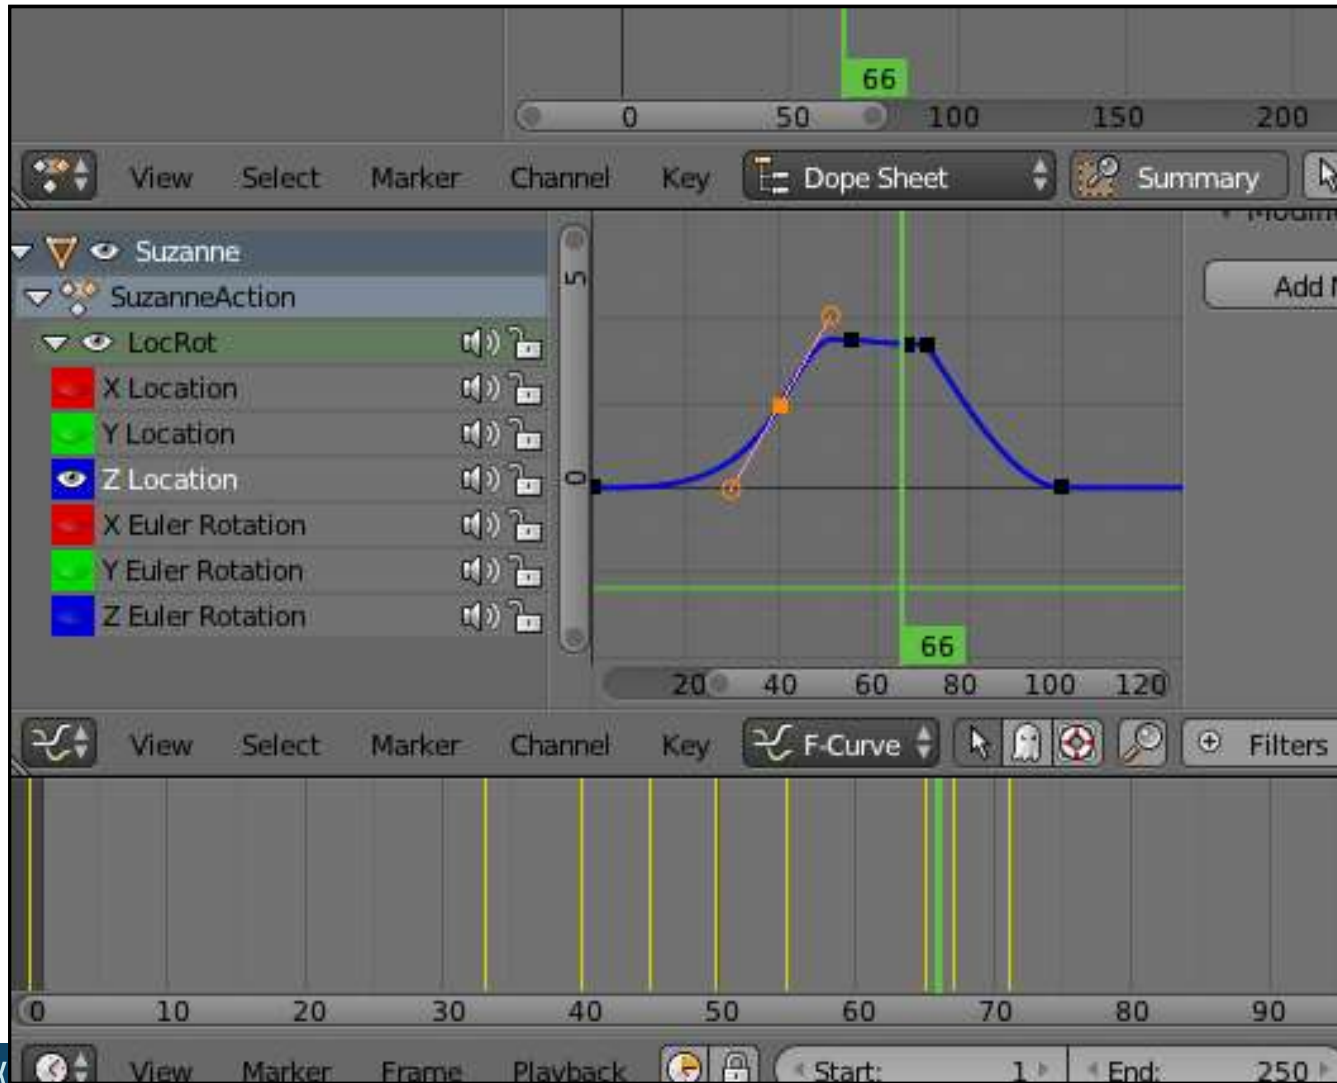 66
0 50 100 150 200
View Select Marker Channel Key Dope Sheet Summary
Suzanne
SuzanneAction
LocRot
X Location
Y Location
Z Location
X Euler Rotation
Y Euler Rotation
Z Euler Rotation
5
0
Add
66
20 40 60 80 100 120
View Select Marker Channel Key F-Curve Filters
0 10 20 30 40 50 60 70 80 90
View Marker Frame Playback Start: 1 End: 250